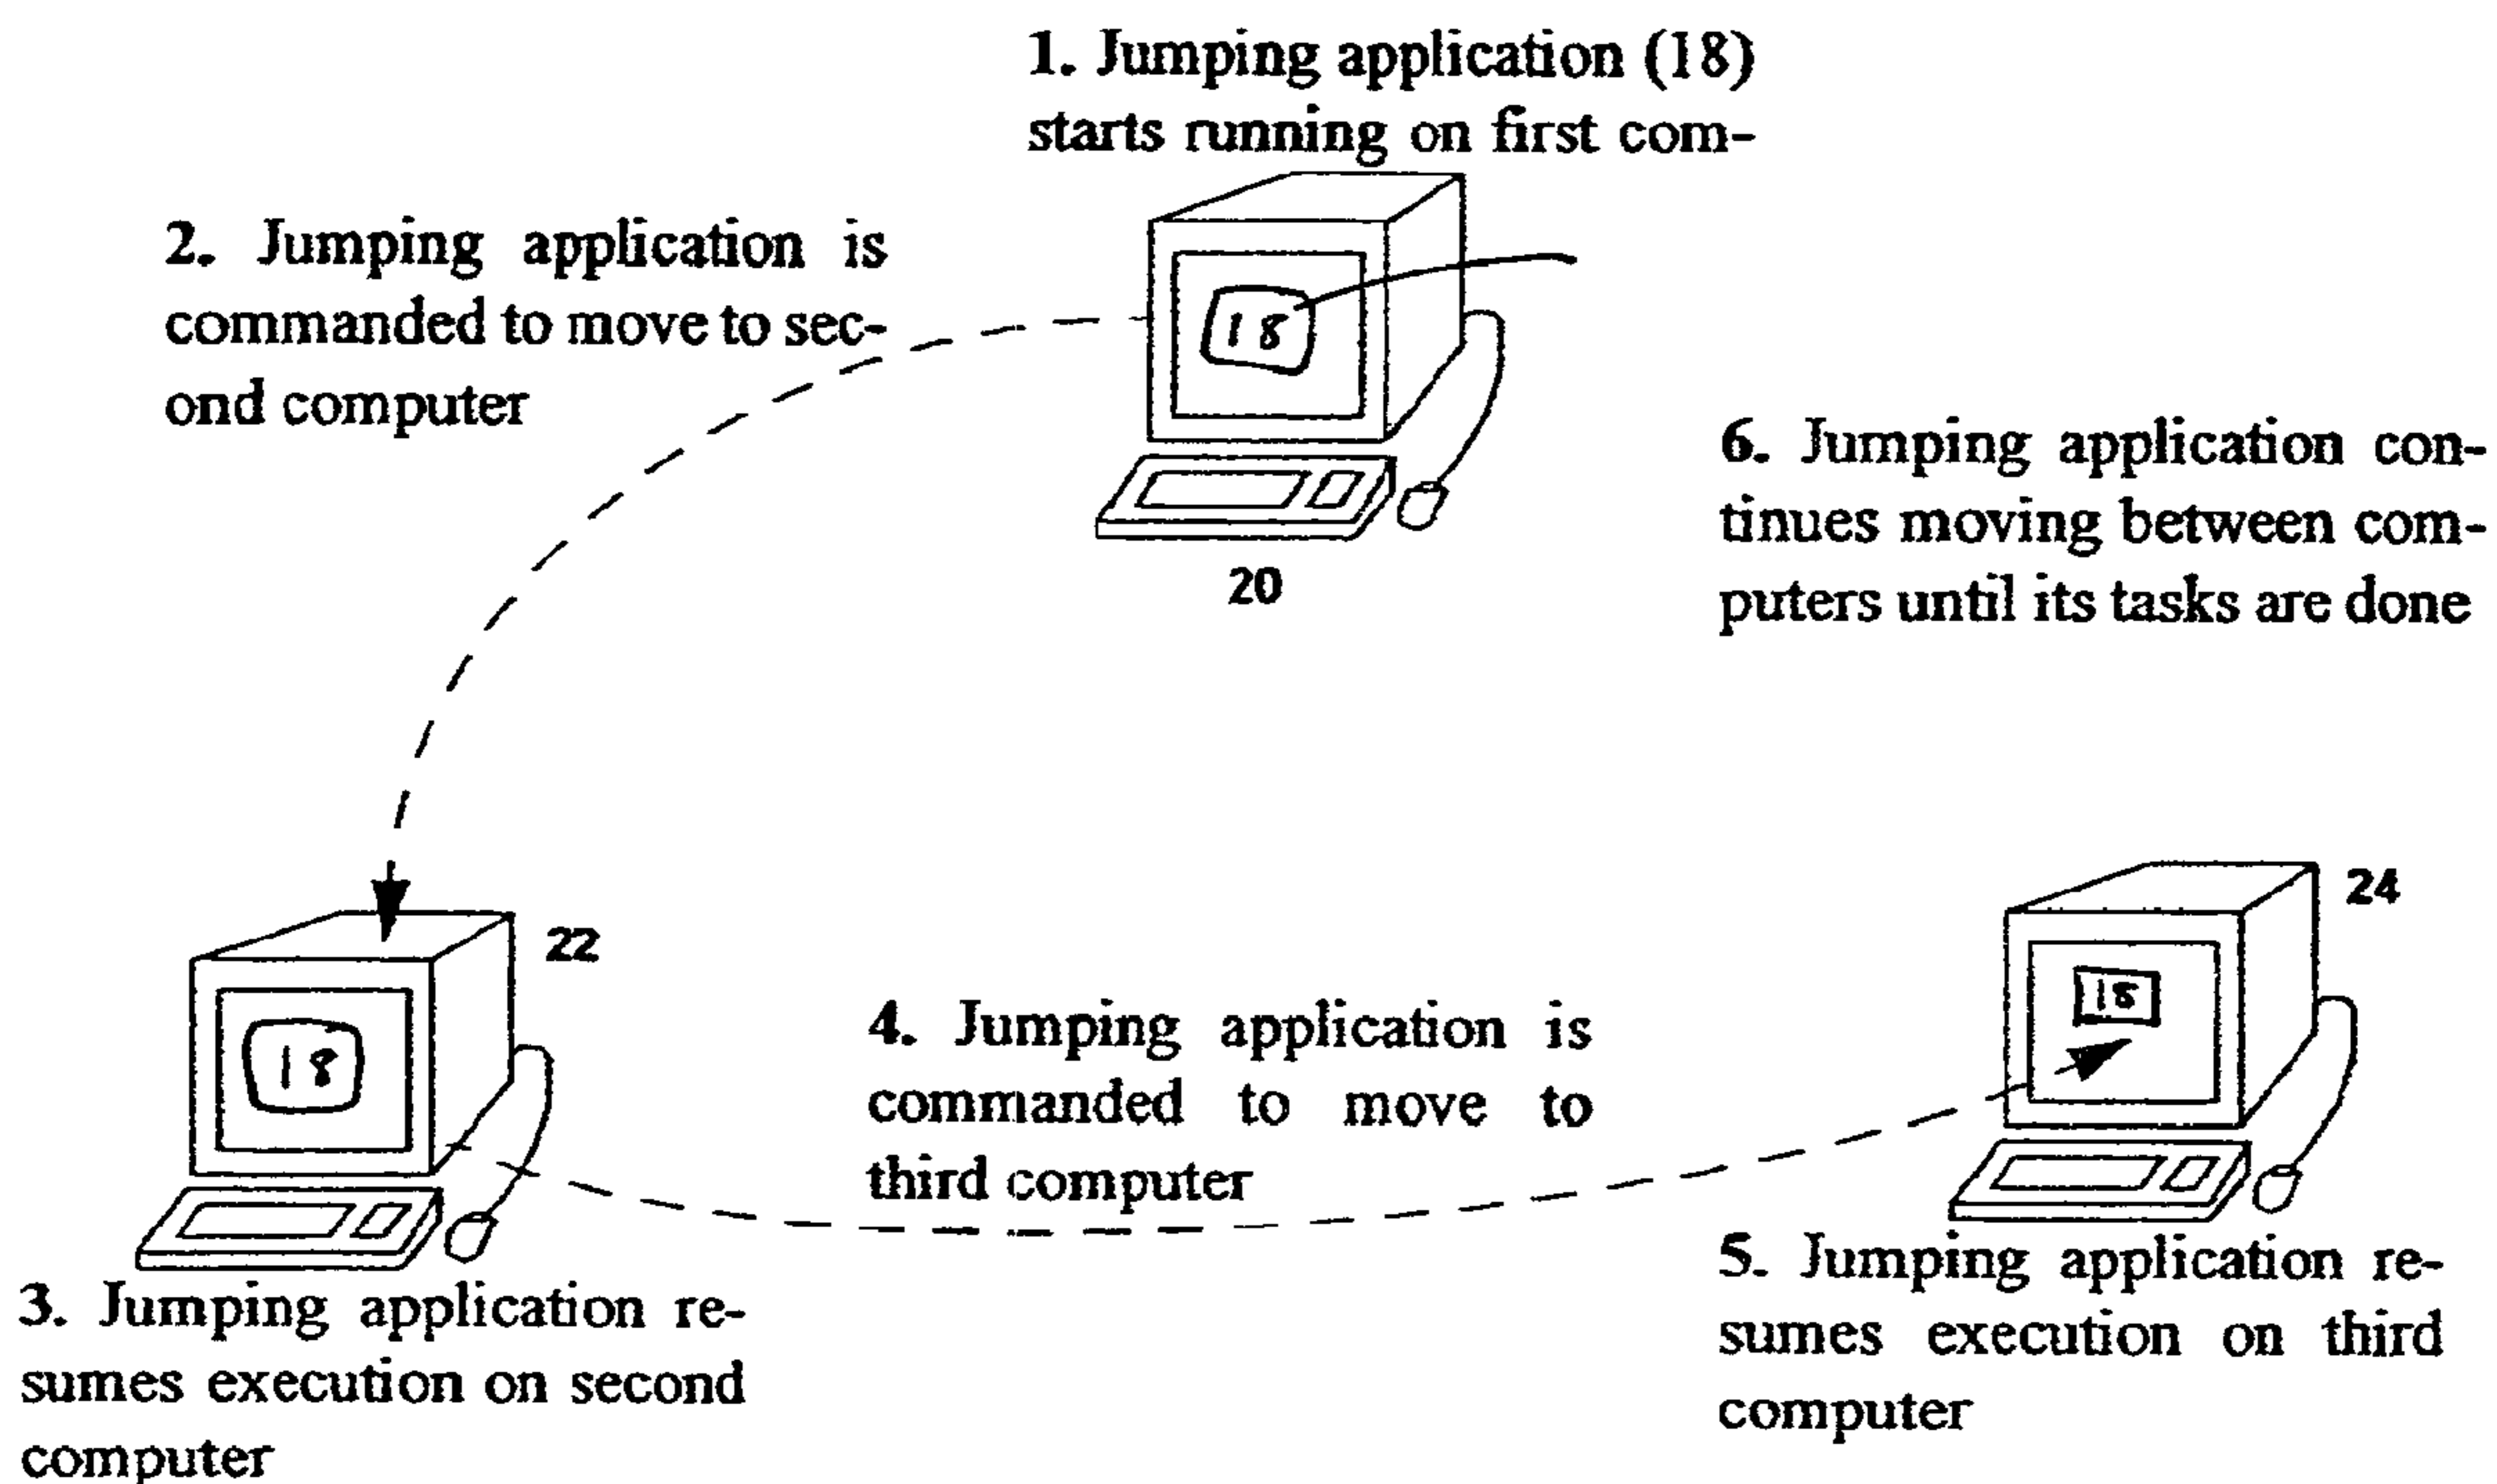 1. Jumping application (18)
starts running on first com-
18
20
2. Jumping application is
commanded to move to sec-
ond computer
22
18
3. Jumping application re-
sumes execution on second
computer
4. Jumping application is
commanded to move to
third computer
24
18
5. Jumping application re-
sumes execution on third
computer
6. Jumping application con-
tinues moving between com-
puters until its tasks are done